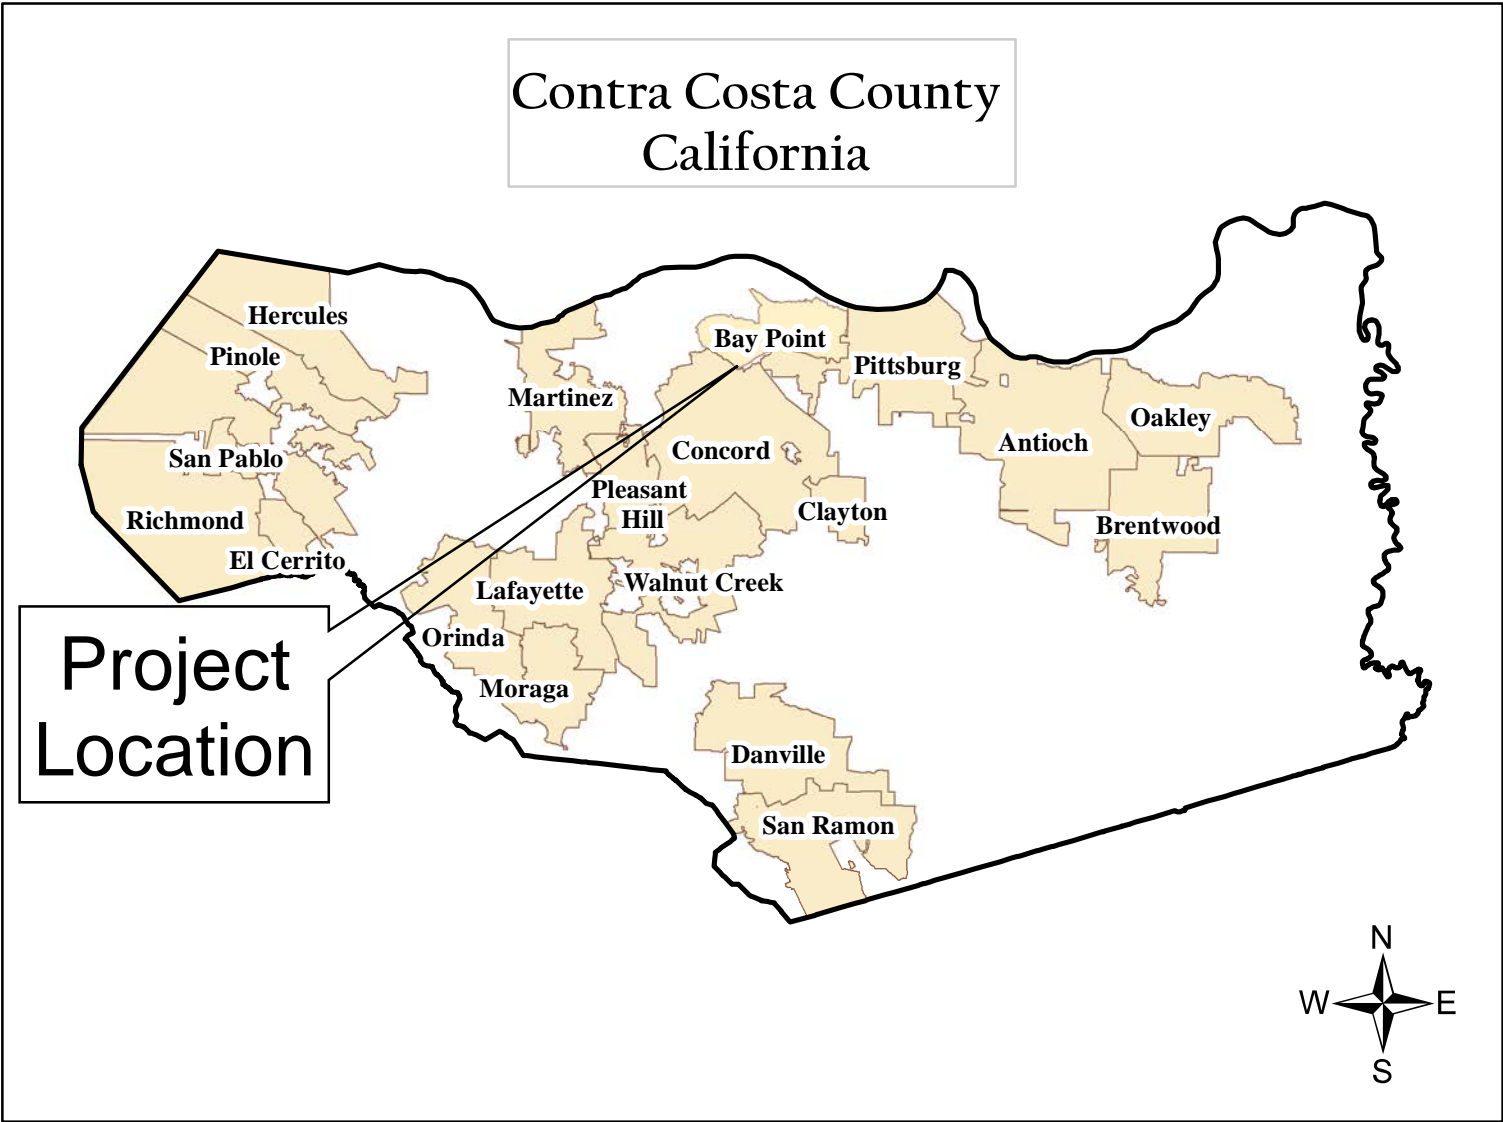 Contra Costa County
California
Hercules
Pinole
Bay Point
Pittsburg
Martinez
Oakley
Antioch
Concord
San Pablo
Pleasant
Hill
Clayton
Richmond
Brentwood
El Cerrito
Walnut Creek
Lafayette
Orinda
Moraga
Project
Location
Danville
San Ramon
N
W
E
S